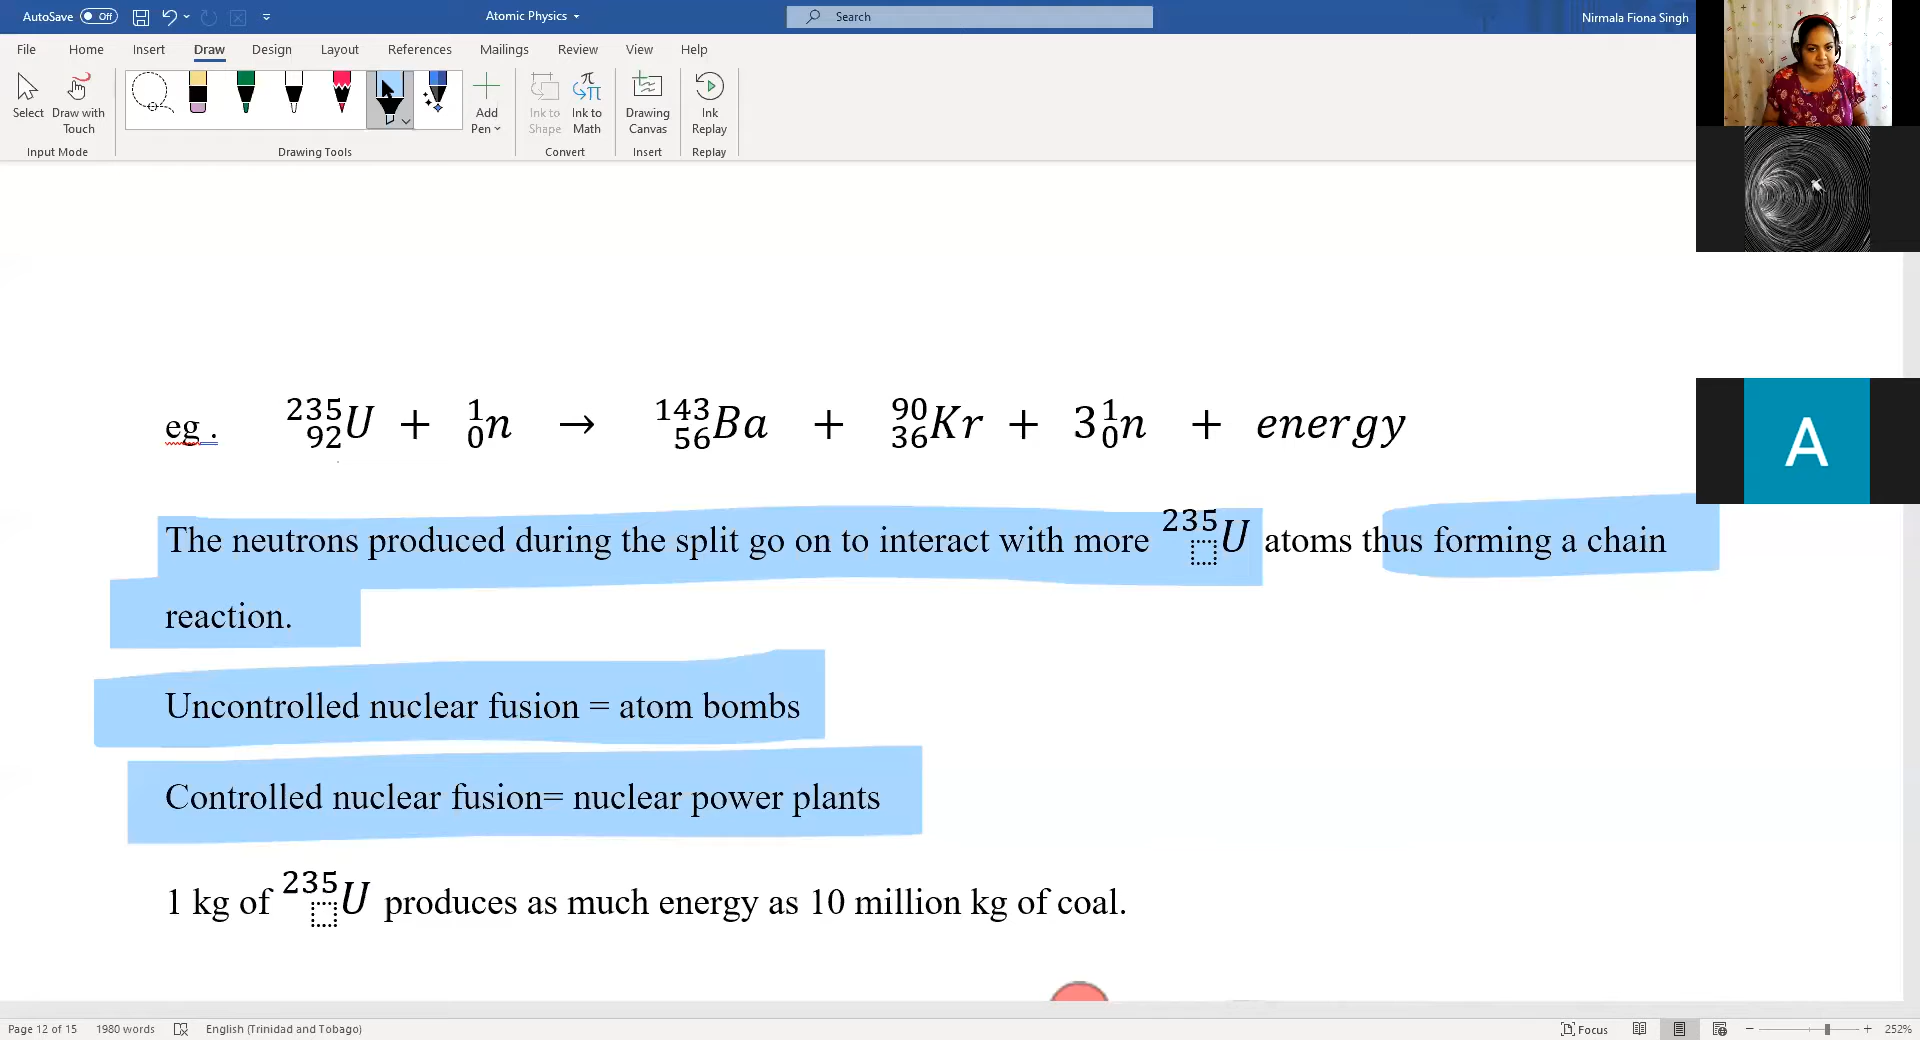 AutoSave Off Atomic Physics Search Nirmala Fiona Singh
File Home Insert Draw Design Layout References Mailings Review View Help
Select Draw with Touch Add Pen Ink to Shape Ink to Math Drawing Canvas Ink Replay
Input Mode Drawing Tools Convert Insert Replay
eg . ²³⁵₉₂U + ¹₀n → ¹⁴³₅₆Ba + ⁹⁰₃₆Kr + 3¹₀n + energy
A
The neutrons produced during the split go on to interact with more ²³⁵U atoms thus forming a chain
reaction.
Uncontrolled nuclear fusion = atom bombs
Controlled nuclear fusion= nuclear power plants
1 kg of ²³⁵U produces as much energy as 10 million kg of coal.
Page 12 of 15 1980 words English (Trinidad and Tobago) Focus 252%